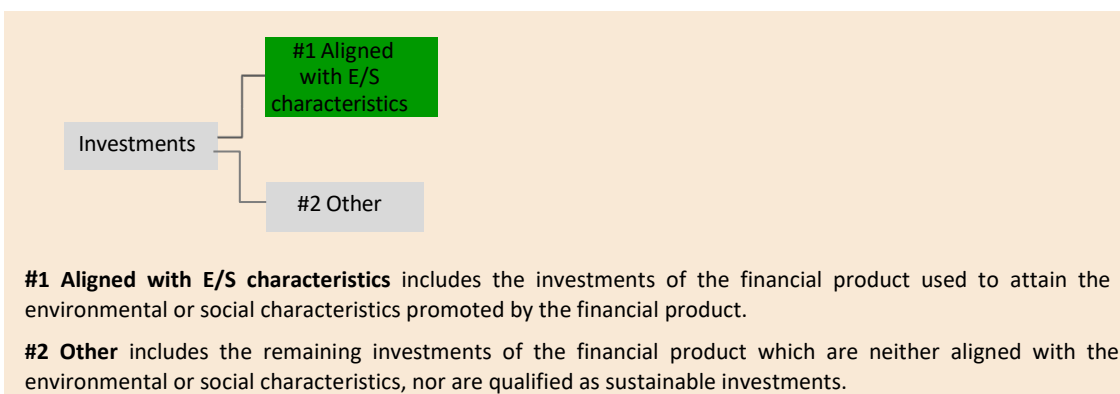 #1 Aligned
with E/S
characteristics
Investments
#2 Other
#1 Aligned with E/S characteristics includes the investments of the financial product used to attain the
environmental or social characteristics promoted by the financial product.
#2 Other includes the remaining investments of the financial product which are neither aligned with the
environmental or social characteristics, nor are qualified as sustainable investments.